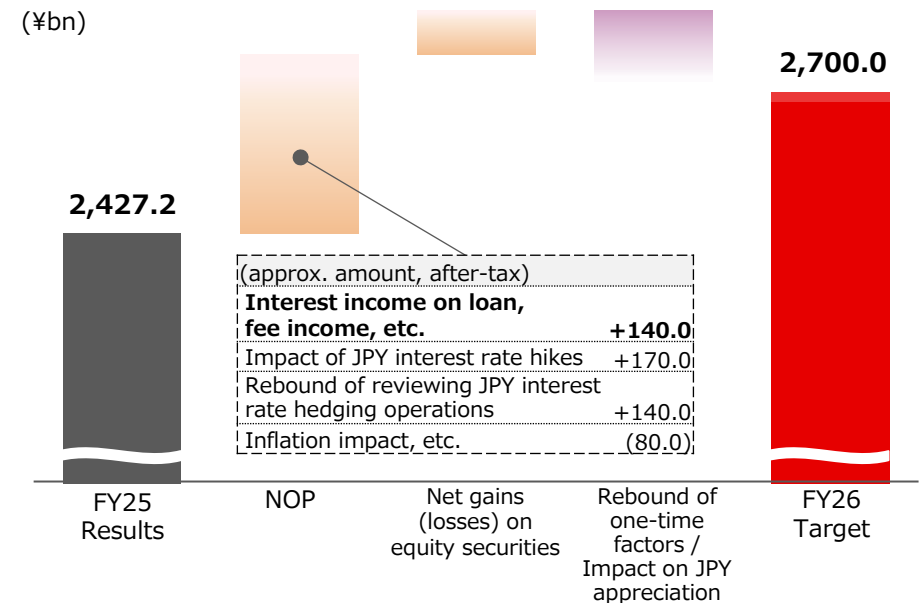 (¥bn)
2,427.2
2,700.0
(approx. amount, after-tax)
Interest income on loan,
fee income, etc. +140.0
Impact of JPY interest rate hikes +170.0
Rebound of reviewing JPY interest
rate hedging operations +140.0
Inflation impact, etc. (80.0)
FY25
Results
NOP
Net gains
(losses) on
equity securities
Rebound of
one-time
factors /
Impact on JPY
appreciation
FY26
Target